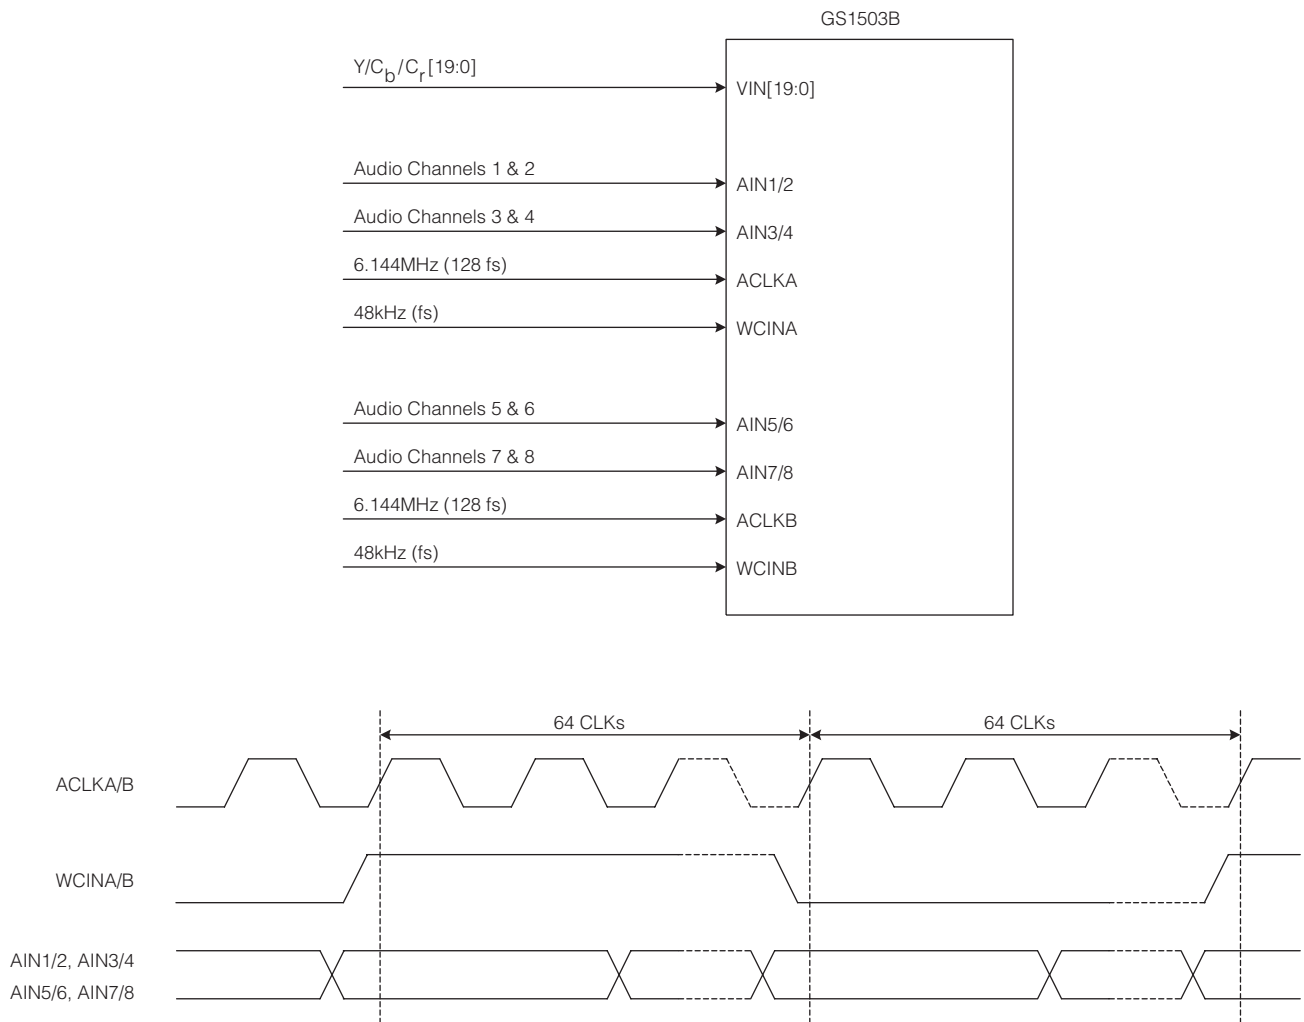 GS1503B
Y/Cb/Cr[19:0]
VIN[19:0]
Audio Channels 1 & 2
AIN1/2
Audio Channels 3 & 4
AIN3/4
6.144MHz (128 fs)
ACLKA
48kHz (fs)
WCINA
Audio Channels 5 & 6
AIN5/6
Audio Channels 7 & 8
AIN7/8
6.144MHz (128 fs)
ACLKB
48kHz (fs)
WCINB
64 CLKs
64 CLKs
ACLKA/B
WCINA/B
AIN1/2, AIN3/4
AIN5/6, AIN7/8